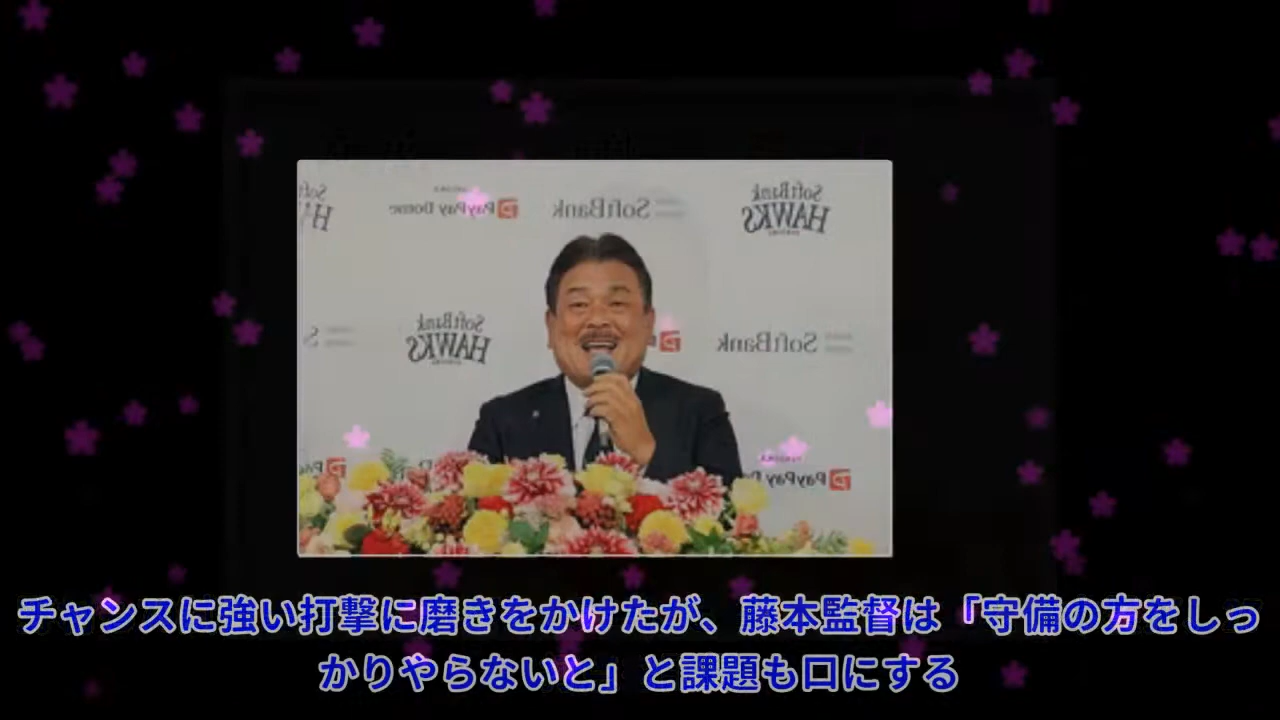 SoftBank
HAWKS
PayPay Dome
SoftBank
SoftBank
HAWKS
SoftBank
HAWKS
SoftBank
PayPay D
チャンスに強い打撃に磨きをかけたが、藤本監督は「守備の方をしっ
かりやらないと」と課題も口にする